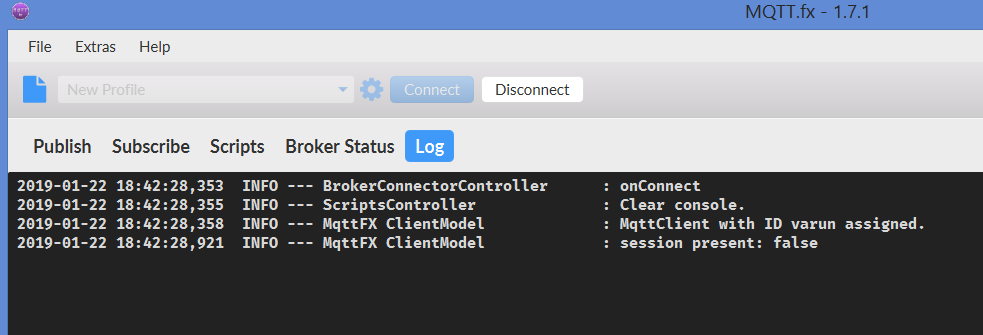 MQTT.fx - 1.7.1
File Extras Help
New Profile Connect Disconnect
Publish Subscribe Scripts Broker Status Log
2019-01-22 18:42:28,353 INFO --- BrokerConnectorController : onConnect
2019-01-22 18:42:28,355 INFO --- ScriptsController : Clear console.
2019-01-22 18:42:28,358 INFO --- MqttFX ClientModel : MqttClient with ID varun assigned.
2019-01-22 18:42:28,921 INFO --- MqttFX ClientModel : session present: false